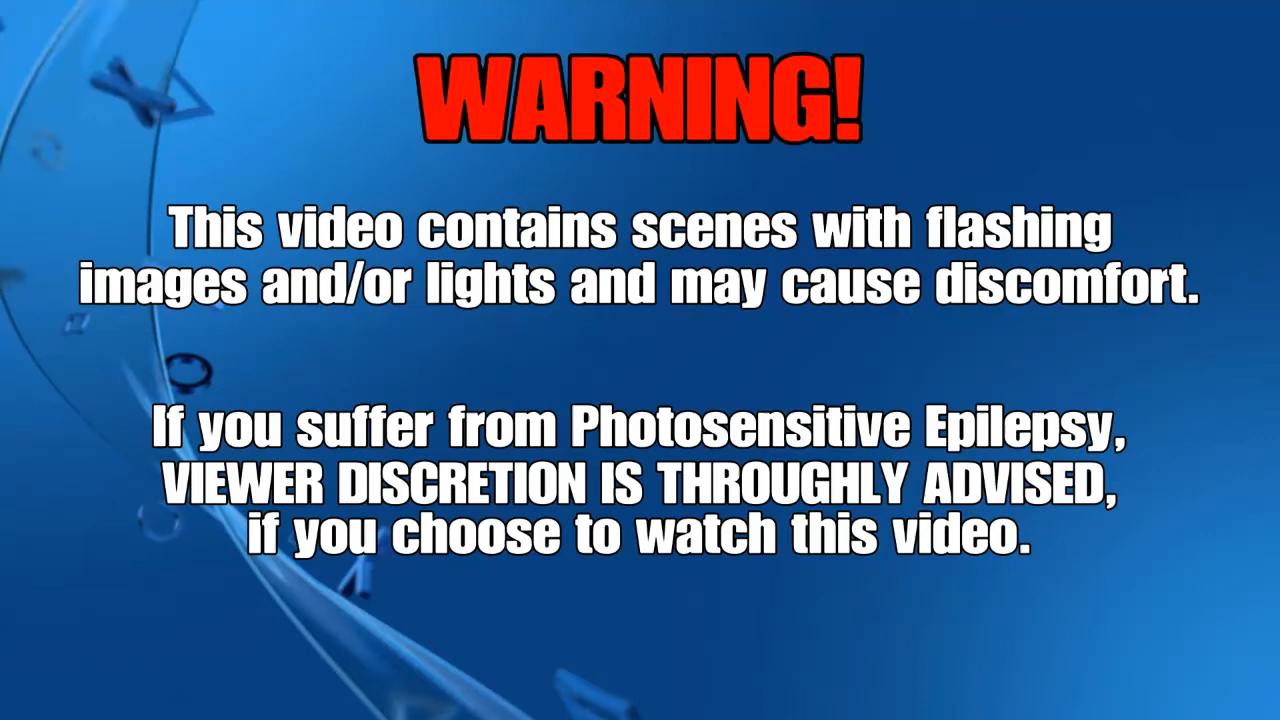 WARNING!
This video contains scenes with flashing
images and/or lights and may cause discomfort.
If you suffer from Photosensitive Epilepsy,
VIEWER DISCRETION IS THROUGHLY ADVISED,
if you choose to watch this video.